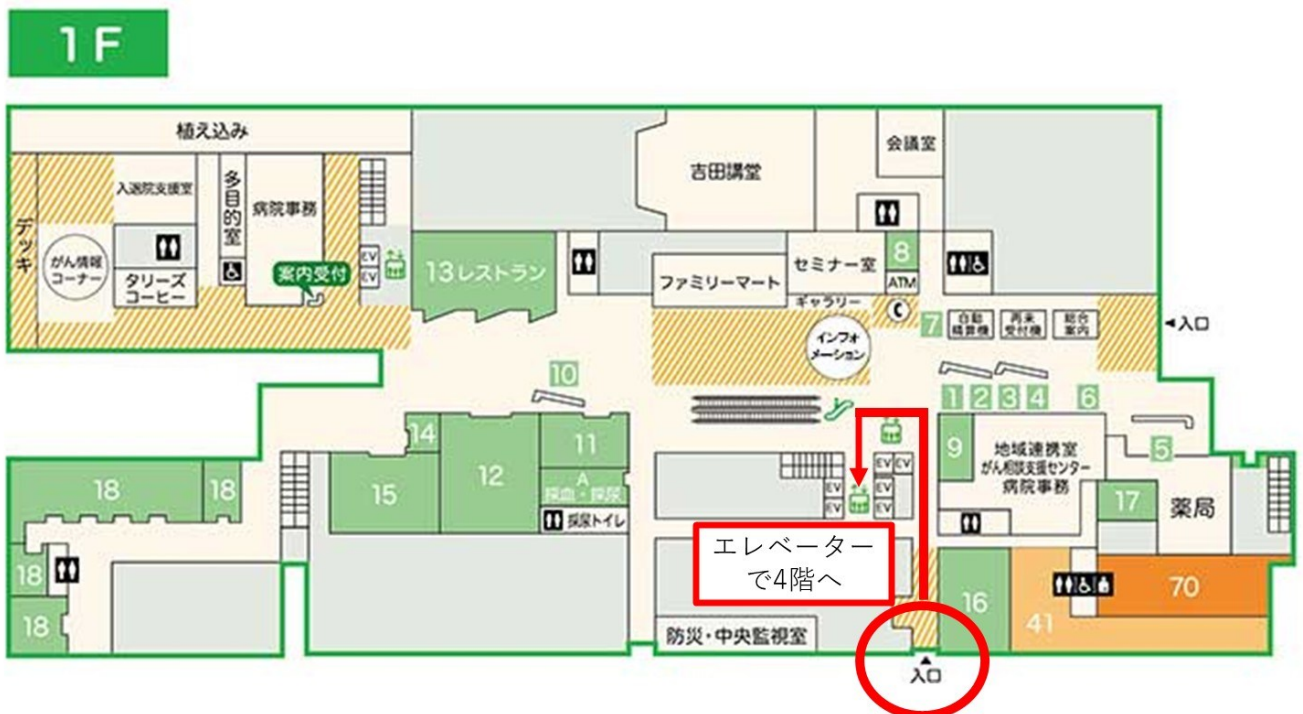 1F
植え込み
デッキ
がん情報
コーナー
入退院支援室
タリーズ
コーヒー
多目的室
病院事務
案内受付
EV
EV
13 レストラン
吉田講堂
会議室
ファミリーマート
セミナー室
8
ATM
ギャラリー
インフォ
メーション
7
自動
精算機
再来
受付機
総合
案内
◀入口
10
1
2
3
4
6
5
14
15
12
11
A
採血・採尿
採尿トイレ
18
18
18
18
EV
EV
EV
EV
EV
EV
9
地域連携室
がん相談支援センター
病院事務
17
薬局
エレベーター
で4階へ
防災・中央監視室
16
41
70
▲
入口